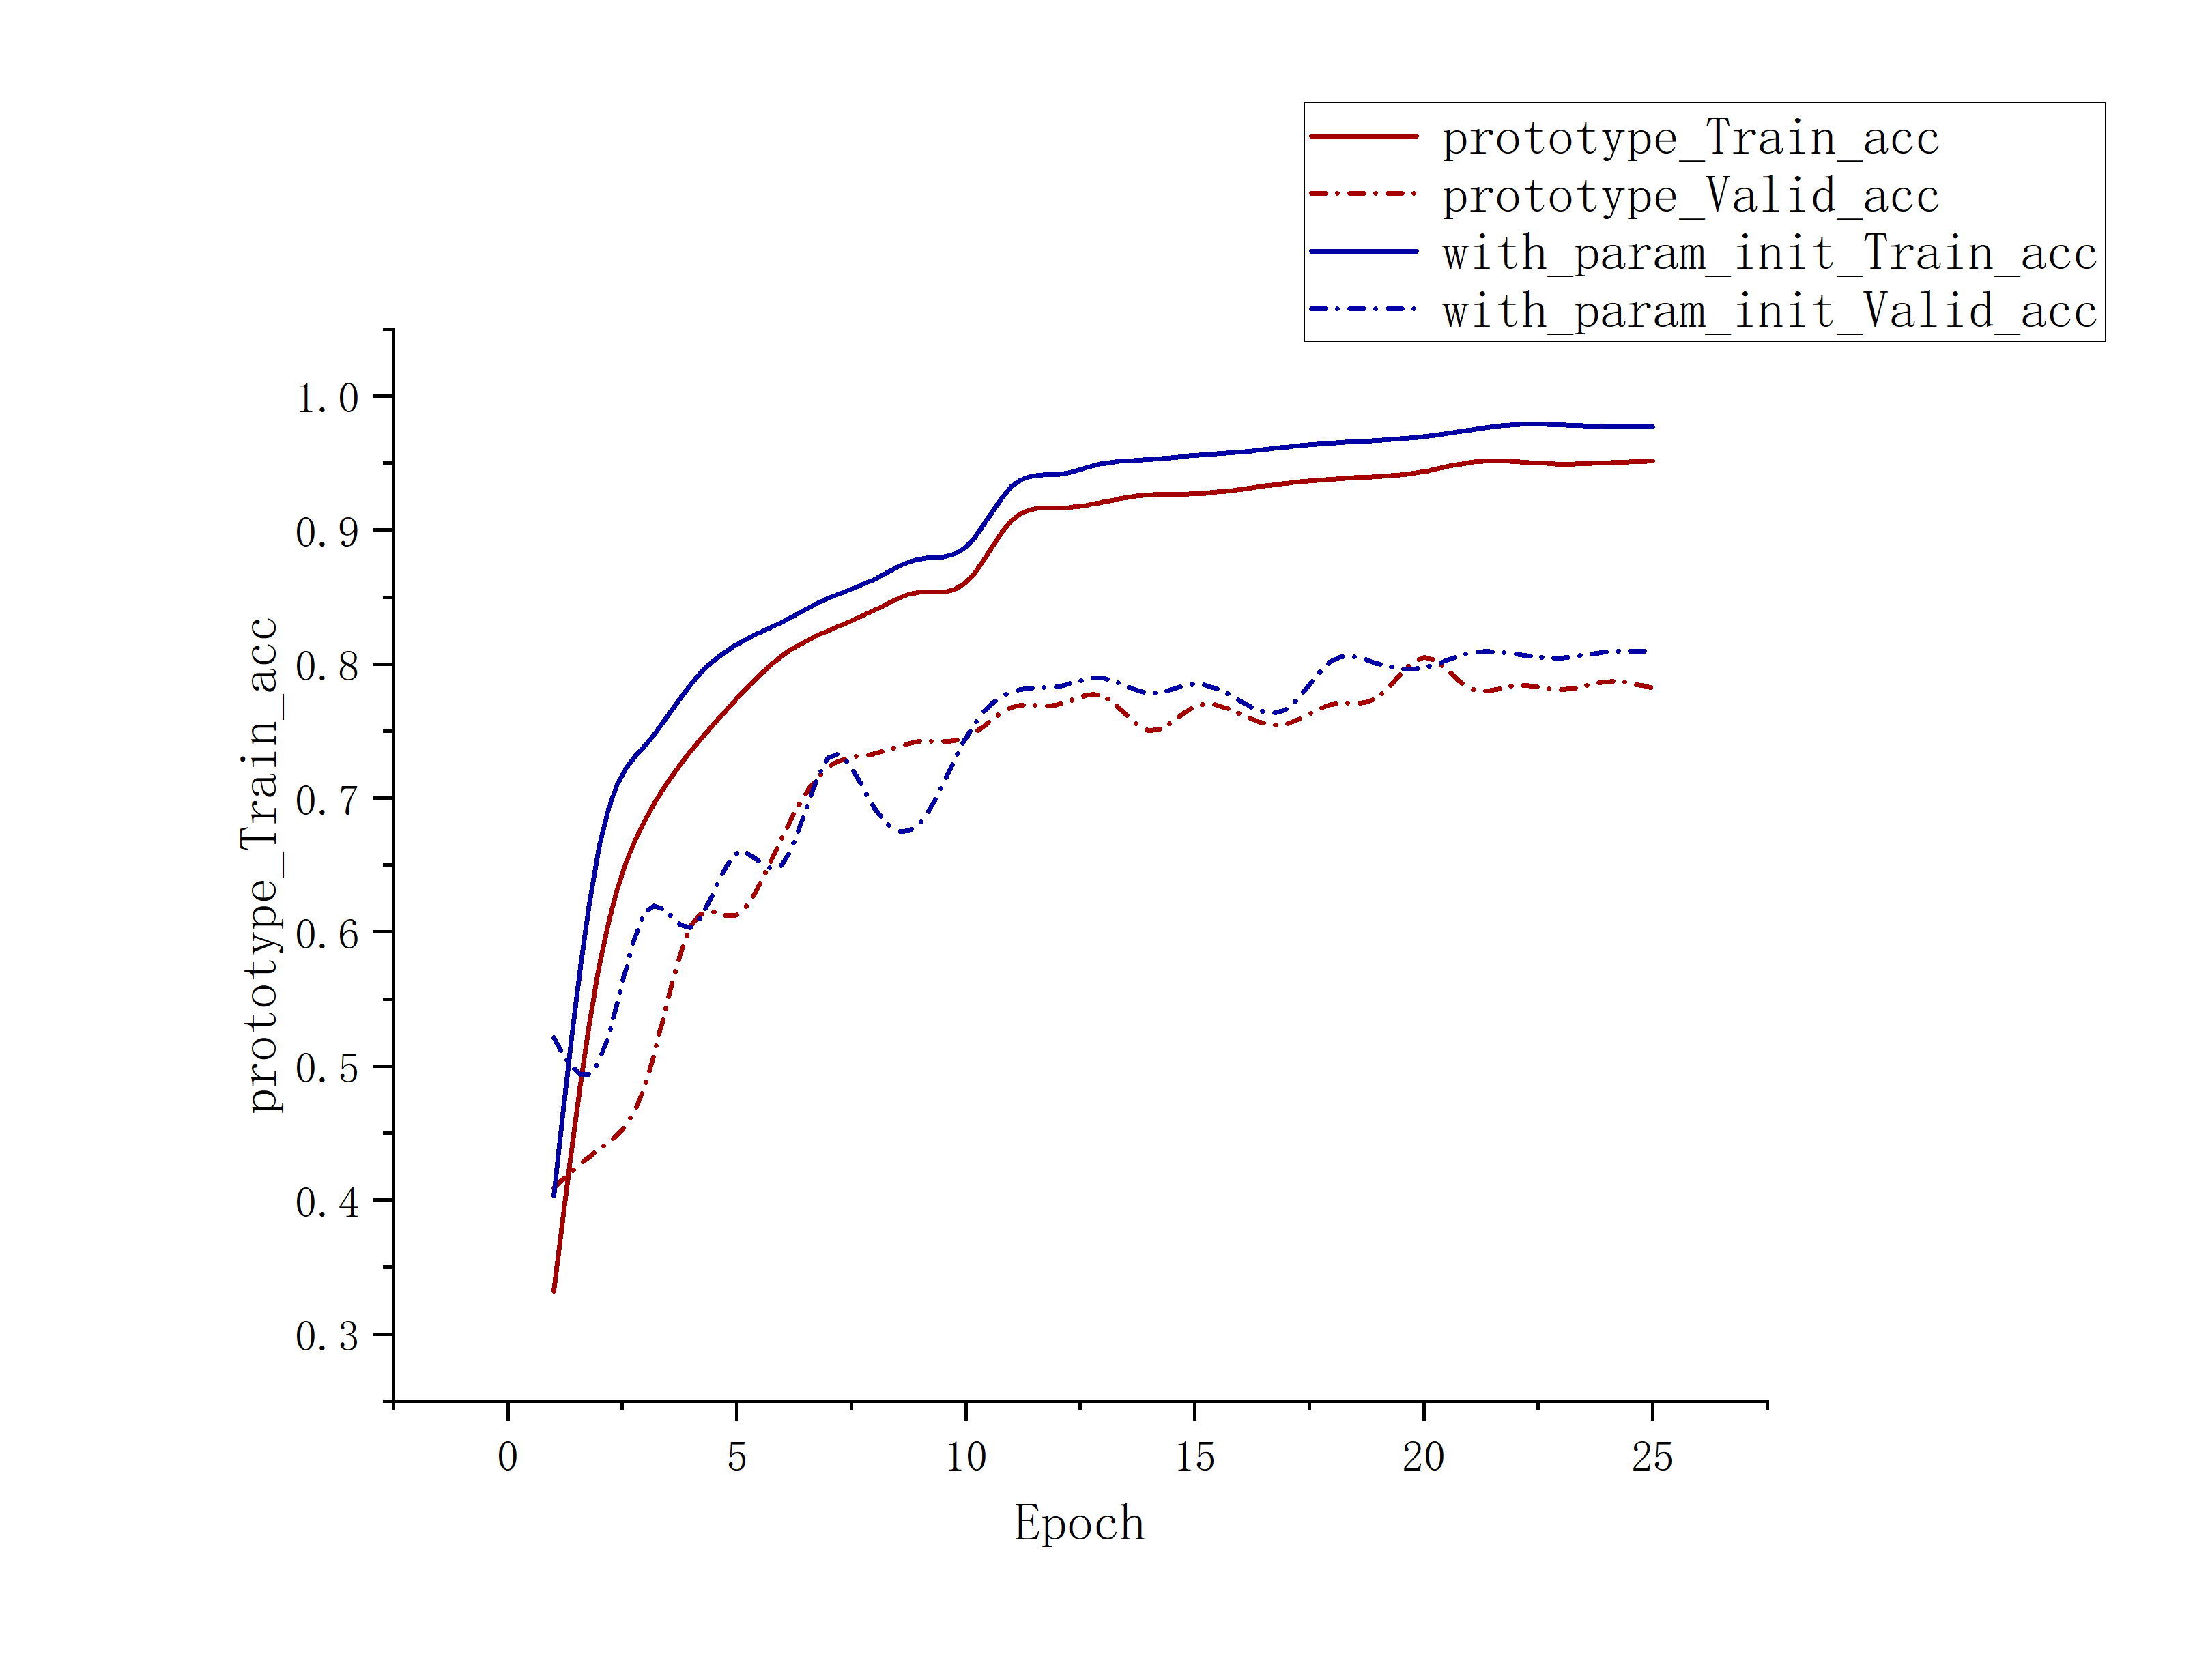 prototype_Train_acc
prototype_Valid_acc
with_param_init_Train_acc
with_param_init_Valid_acc
1.0
0.9
0.8
0.7
0.6
0.5
0.4
0.3
prototype_Train_acc
0 5 10 15 20 25
Epoch